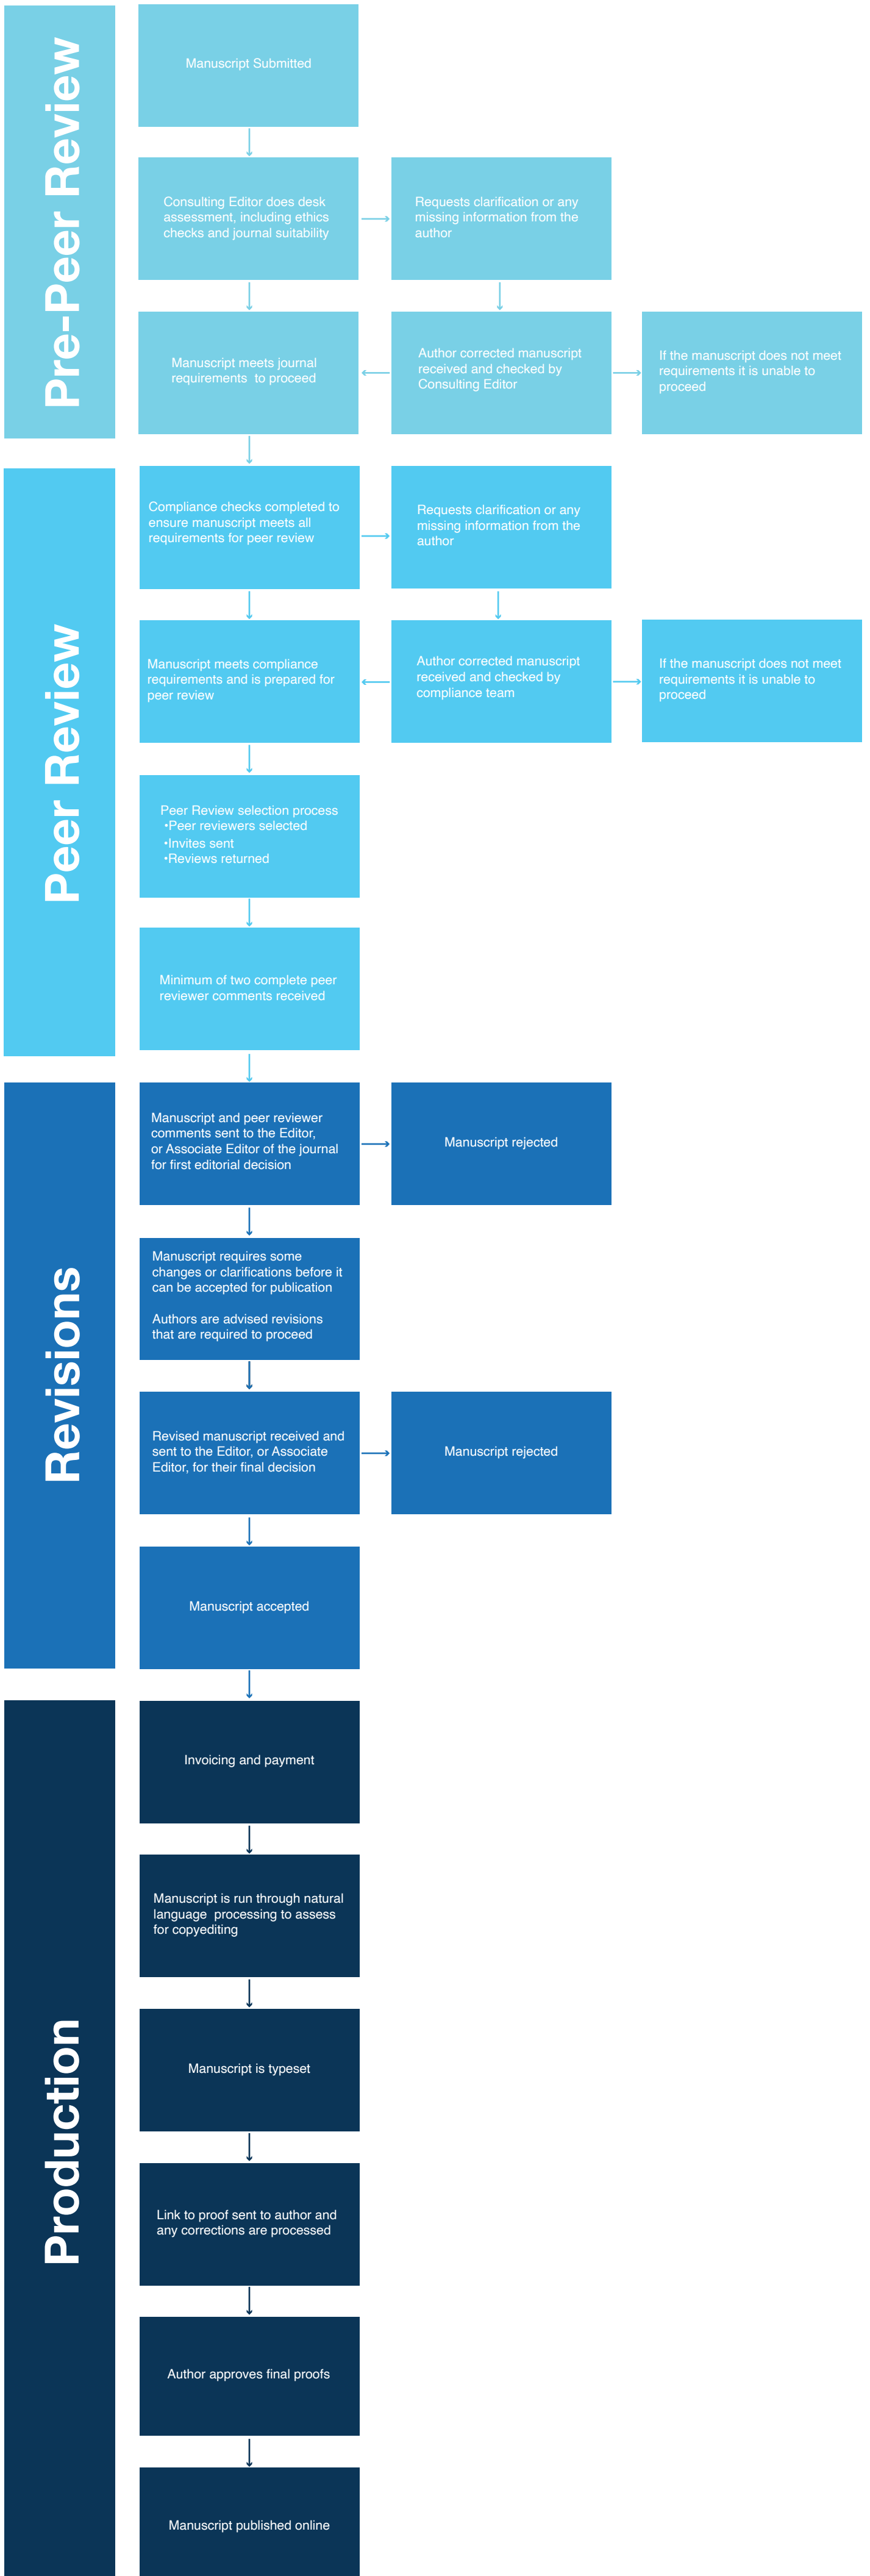 Pre-Peer Review
Manuscript Submitted
Consulting Editor does desk
assessment, including ethics
checks and journal suitability
Requests clarification or any
missing information from the
author
Manuscript meets journal
requirements  to proceed
Author corrected manuscript
received and checked by
Consulting Editor
If the manuscript does not meet
requirements it is unable to
proceed
Peer Review
Compliance checks completed to
ensure manuscript meets all
requirements for peer review
Requests clarification or any
missing information from the
author
Manuscript meets compliance
requirements and is prepared for
peer review
Author corrected manuscript
received and checked by
compliance team
If the manuscript does not meet
requirements it is unable to
proceed
Peer Review selection process
•Peer reviewers selected
•Invites sent
•Reviews returned
Minimum of two complete peer
reviewer comments received
Revisions
Manuscript and peer reviewer
comments sent to the Editor,
or Associate Editor of the journal
for first editorial decision
Manuscript rejected
Manuscript requires some
changes or clarifications before it
can be accepted for publication
Authors are advised revisions
that are required to proceed
Revised manuscript received and
sent to the Editor, or Associate
Editor, for their final decision
Manuscript rejected
Manuscript accepted
Production
Invoicing and payment
Manuscript is run through natural
language  processing to assess
for copyediting
Manuscript is typeset
Link to proof sent to author and
any corrections are processed
Author approves final proofs
Manuscript published online